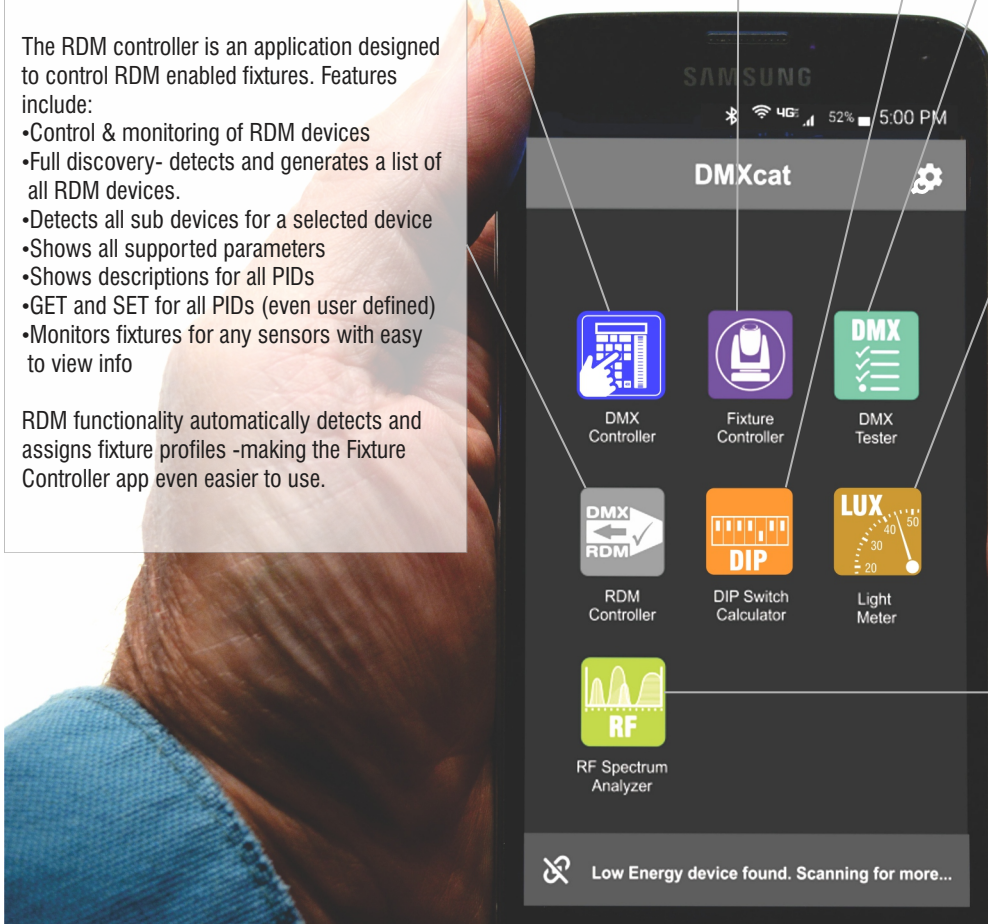 The RDM controller is an application designed
to control RDM enabled fixtures. Features
include:
•Control & monitoring of RDM devices
•Full discovery- detects and generates a list of
all RDM devices.
•Detects all sub devices for a selected device
•Shows all supported parameters
•Shows descriptions for all PIDs
•GET and SET for all PIDs (even user defined)
•Monitors fixtures for any sensors with easy
to view info
RDM functionality automatically detects and
assigns fixture profiles -making the Fixture
Controller app even easier to use.
SAMSUNG
4GE 52% 5:00 PM
DMXcat
DMX
DMX
Controller
Fixture
Controller
DMX
Tester
DMX
RDM
DIP
LUX
20 30 40 50
RDM
Controller
DIP Switch
Calculator
Light
Meter
RF
RF Spectrum
Analyzer
Low Energy device found. Scanning for more...